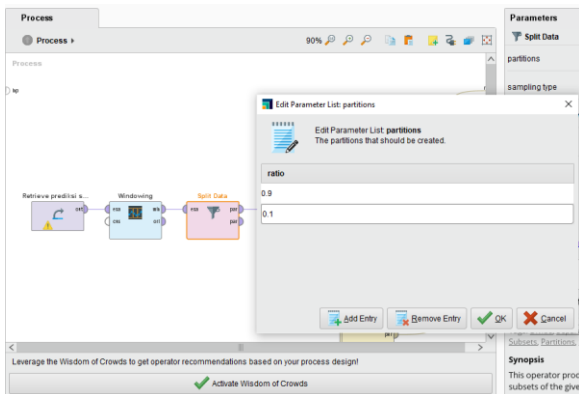 Process
Parameters
Process
90%
Split Data
Process
partitions
sampling type
Edit Parameter List: partitions
Edit Parameter List: partitions
The partitions that should be created.
ratio
0.9
0.1
Retrieve prediksi s...
Windowing
Split Data
out
exa
win
exa
par
ori
par
Add Entry
Remove Entry
OK
Cancel
Subsets, Partitions,
Leverage the Wisdom of Crowds to get operator recommendations based on your process design!
Activate Wisdom of Crowds
Synopsis
This operator proc
subsets of the give